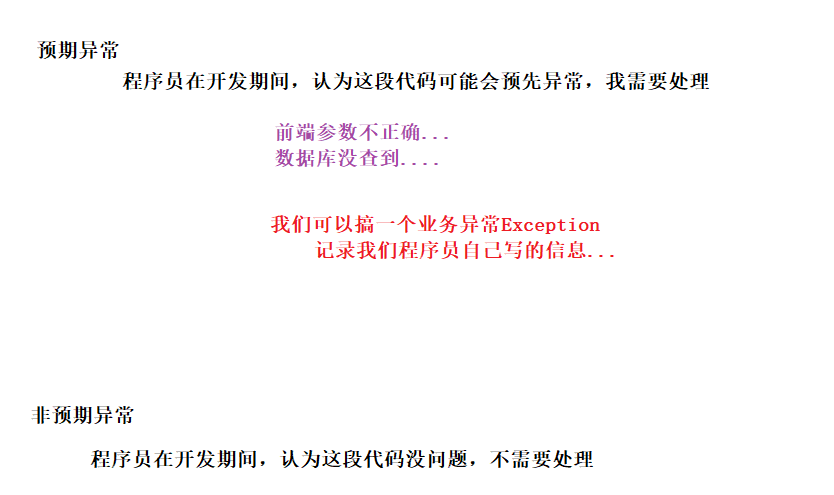 预期异常
程序员在开发期间，认为这段代码可能会预先异常，我需要处理
前端参数不正确...
数据库没查到....
我们可以搞一个业务异常Exception
记录我们程序员自己写的信息...
非预期异常
程序员在开发期间，认为这段代码没问题，不需要处理